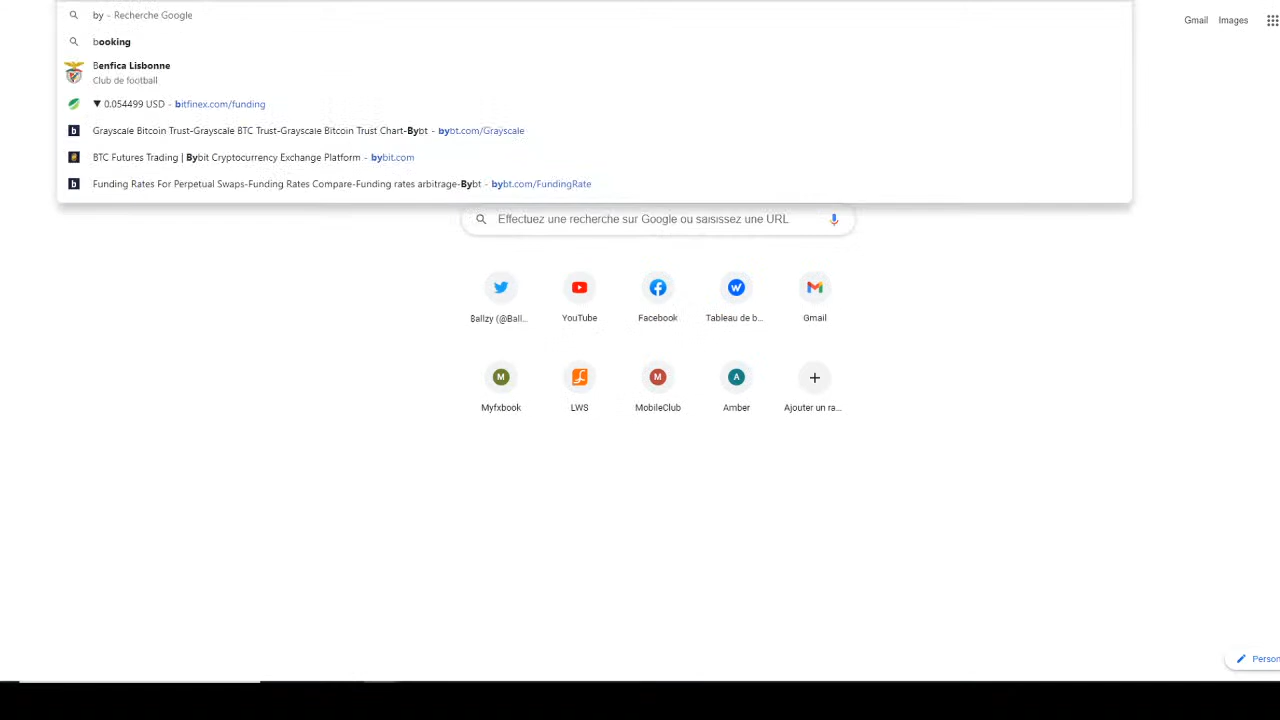 by - Recherche Google
Gmail Images
booking
Benfica Lisbonne
Club de football
▼ 0.054499 USD - bitfinex.com/funding
Grayscale Bitcoin Trust-Grayscale BTC Trust-Grayscale Bitcoin Trust Chart-Bybt - bybt.com/Grayscale
BTC Futures Trading | Bybit Cryptocurrency Exchange Platform - bybit.com
Funding Rates For Perpetual Swaps-Funding Rates Compare-Funding rates arbitrage-Bybt - bybt.com/FundingRate
Effectuez une recherche sur Google ou saisissez une URL
Ballzy (@Ball... YouTube Facebook Tableau de b... Gmail
M M A
Myfxbook LWS MobileClub Amber Ajouter un ra...
Person